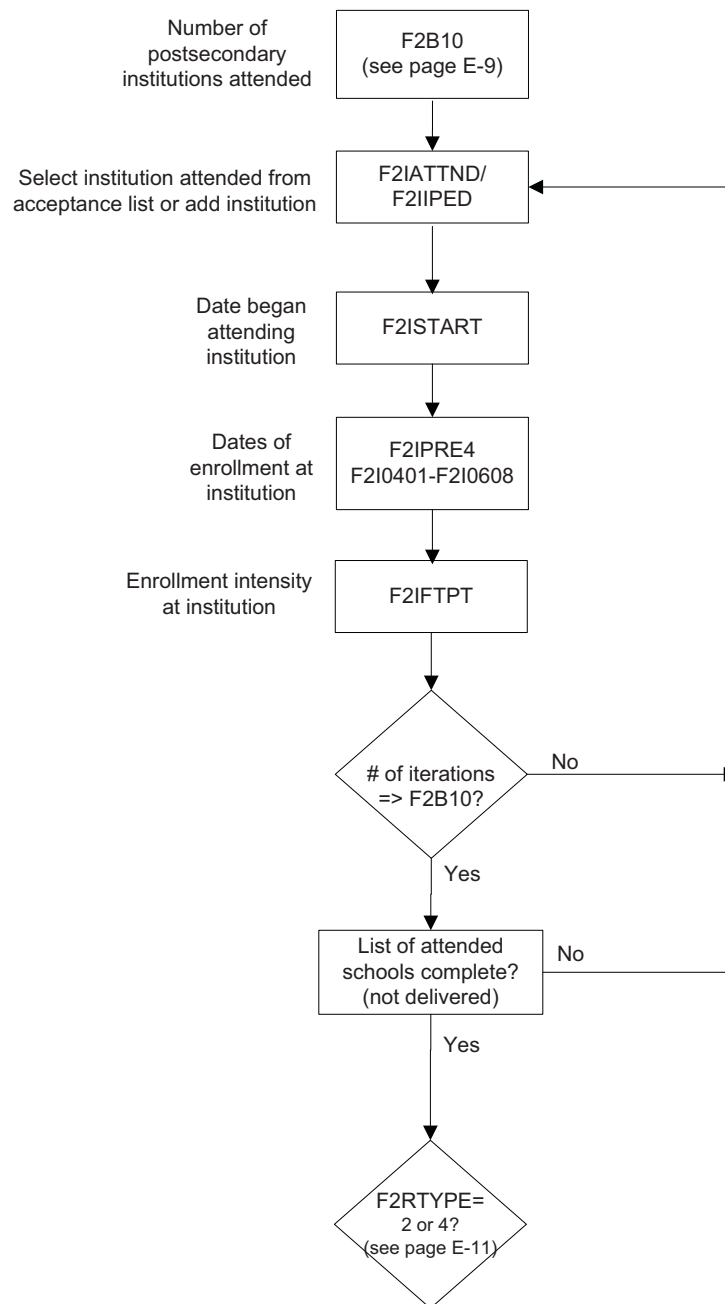 Number of
postsecondary
institutions attended
F2B10
(see page E-9)
Select institution attended from
acceptance list or add institution
F2IATTND/
F2IIPED
Date began
attending
institution
F2ISTART
Dates of
enrollment at
institution
F2IPRE4
F2I0401-F2I0608
Enrollment intensity
at institution
F2IFTPT
# of iterations
=> F2B10?
No
Yes
List of attended
schools complete?
(not delivered)
No
Yes
F2RTYPE=
2 or 4?
(see page E-11)